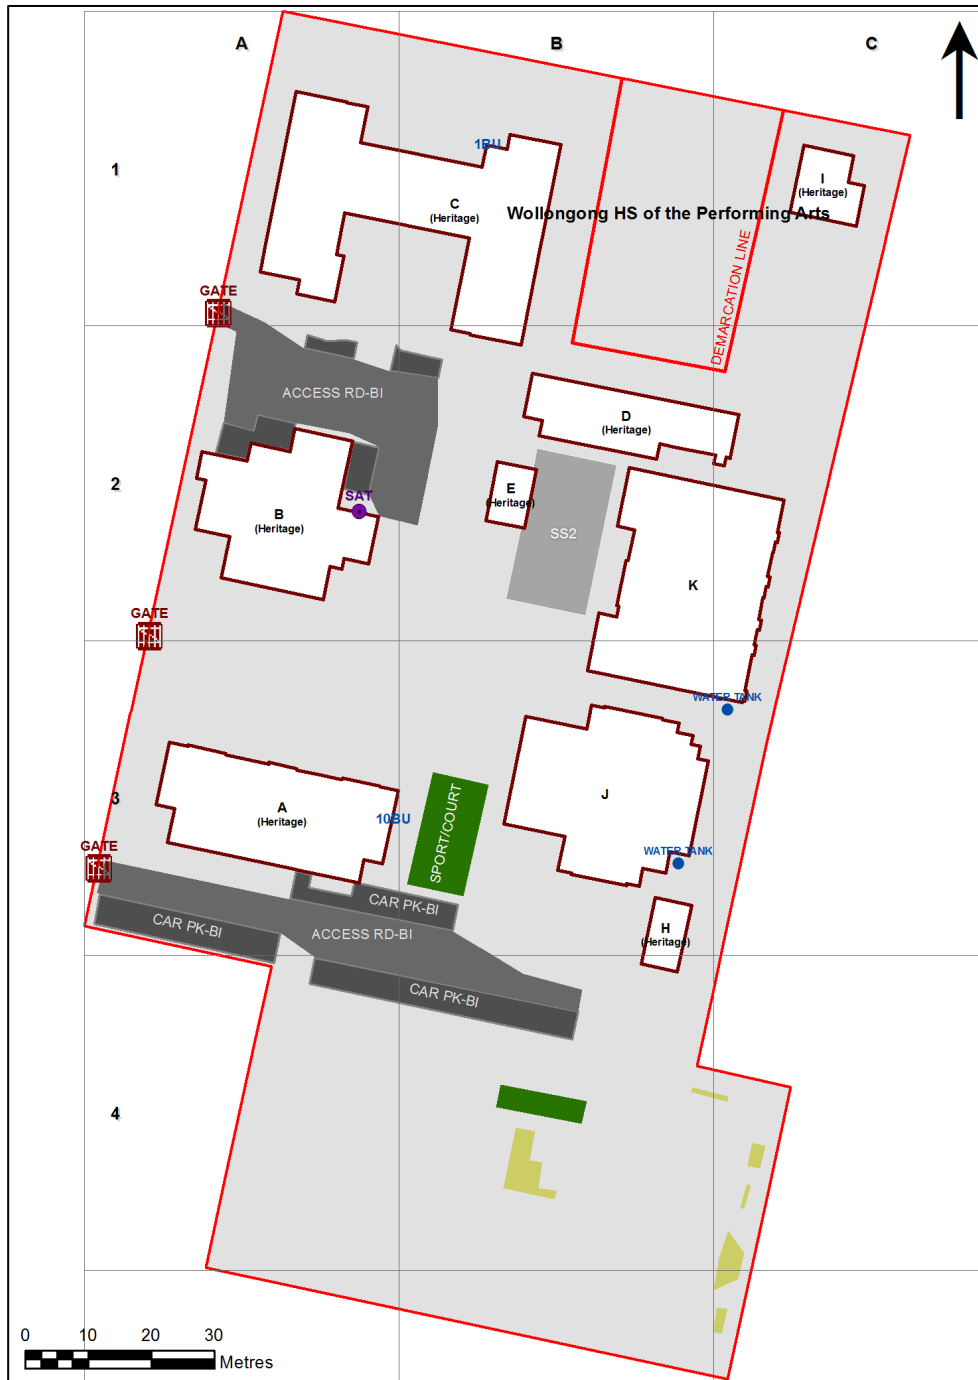 A
B
C
1
1BU
C
(Heritage)
Wollongong HS of the Performing Arts
I
(Heritage)
DEMARCATION LINE
GATE
ACCESS RD-BI
D
(Heritage)
2
SAT
B
(Heritage)
E
(Heritage)
SS2
K
GATE
WATER TANK
3
A
(Heritage)
10BU
SPORT/COURT
J
WATER TANK
GATE
CAR PK-BI
CAR PK-BI
ACCESS RD-BI
H
(Heritage)
CAR PK-BI
4
0 10 20 30
Metres